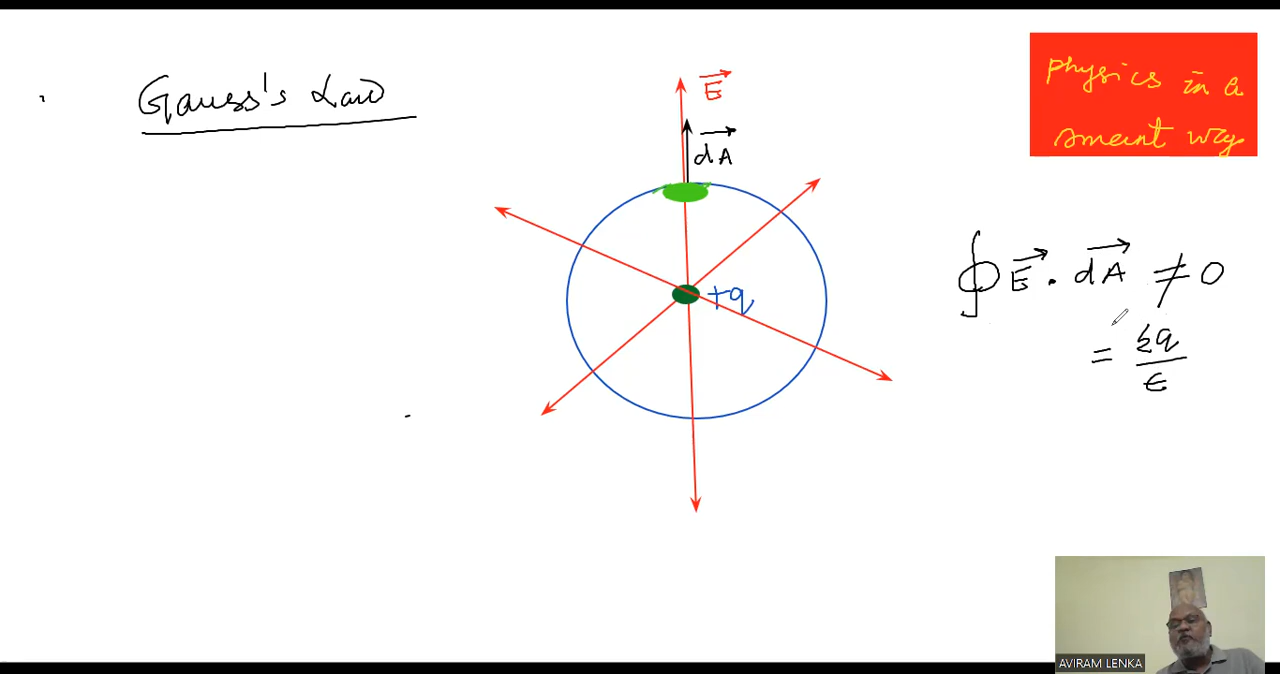 Gauss's Law
E
dA
+q
Physics in a
smart way
∮ E . dA ≠ 0
= Σq / ε
AVIRAM LENKA